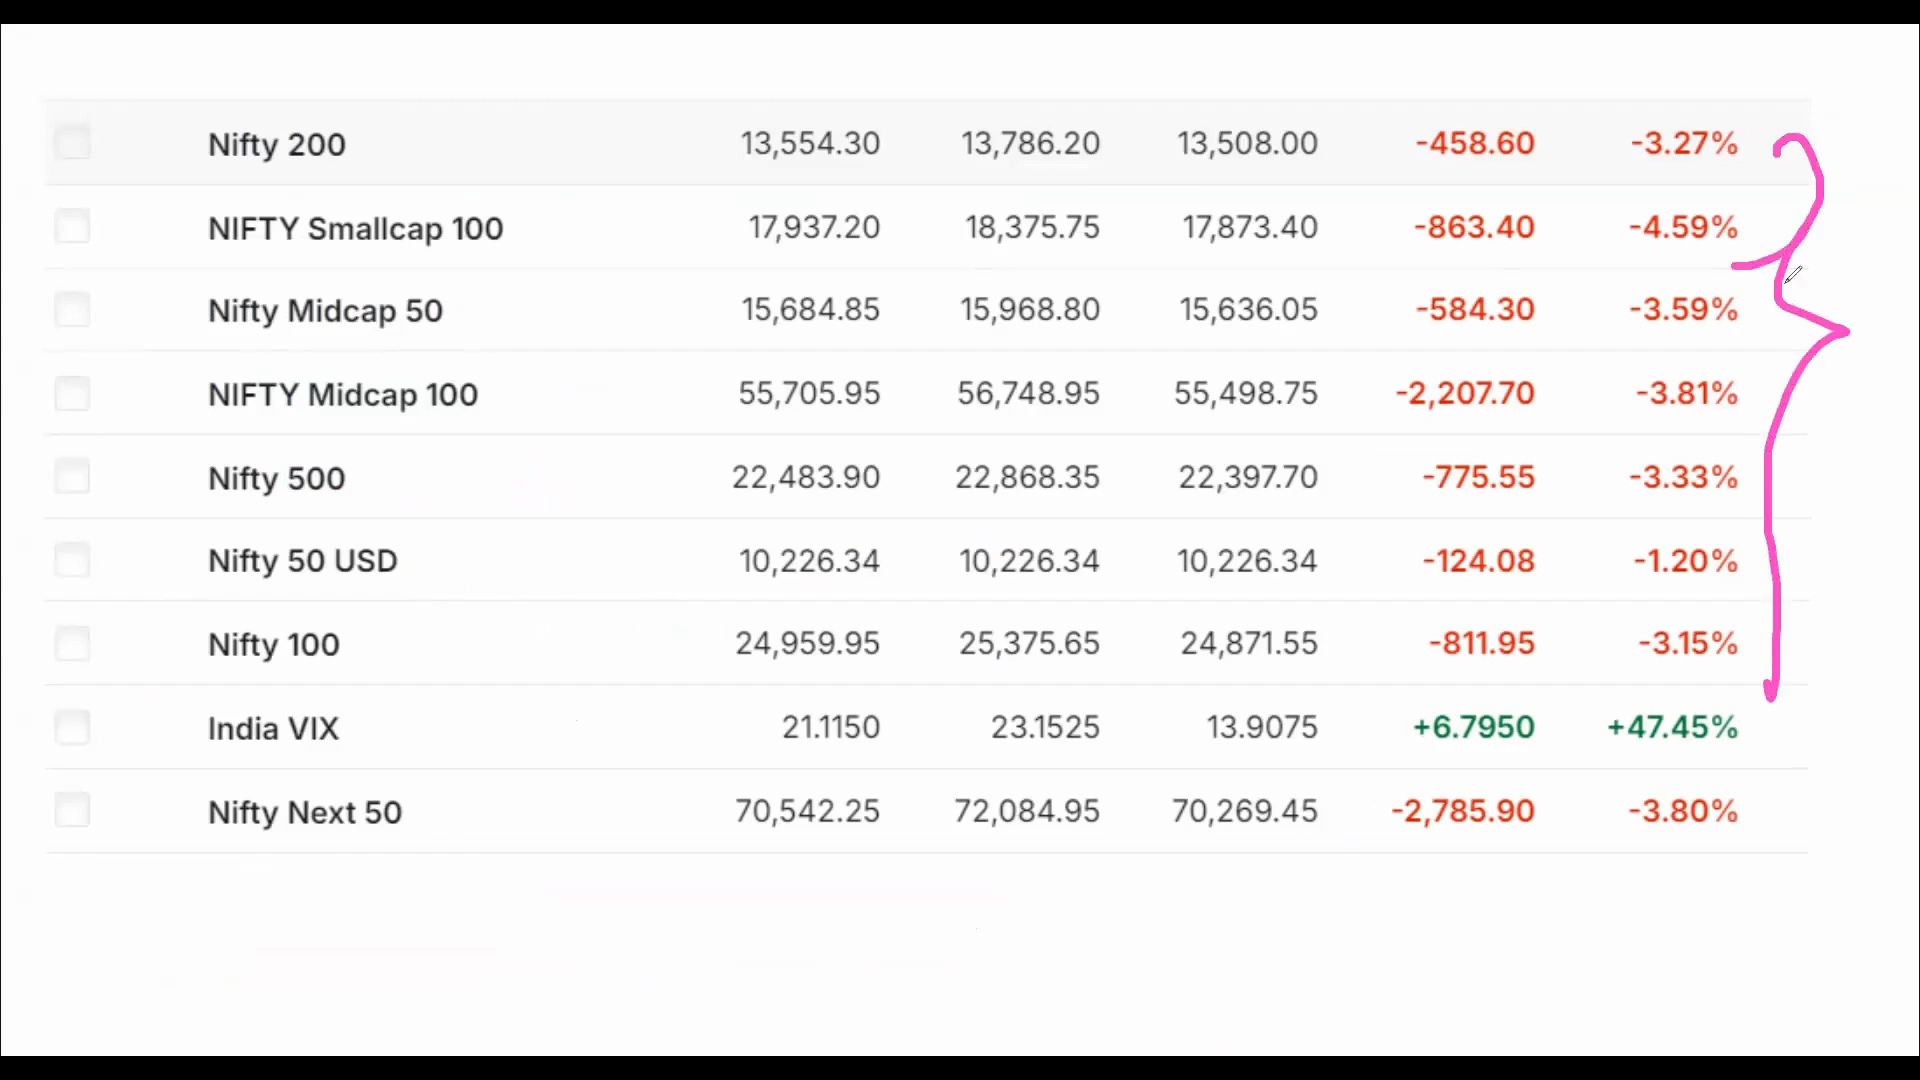 Nifty 200 13,554.30 13,786.20 13,508.00 -458.60 -3.27%
NIFTY Smallcap 100 17,937.20 18,375.75 17,873.40 -863.40 -4.59%
Nifty Midcap 50 15,684.85 15,968.80 15,636.05 -584.30 -3.59%
NIFTY Midcap 100 55,705.95 56,748.95 55,498.75 -2,207.70 -3.81%
Nifty 500 22,483.90 22,868.35 22,397.70 -775.55 -3.33%
Nifty 50 USD 10,226.34 10,226.34 10,226.34 -124.08 -1.20%
Nifty 100 24,959.95 25,375.65 24,871.55 -811.95 -3.15%
India VIX 21.1150 23.1525 13.9075 +6.7950 +47.45%
Nifty Next 50 70,542.25 72,084.95 70,269.45 -2,785.90 -3.80%